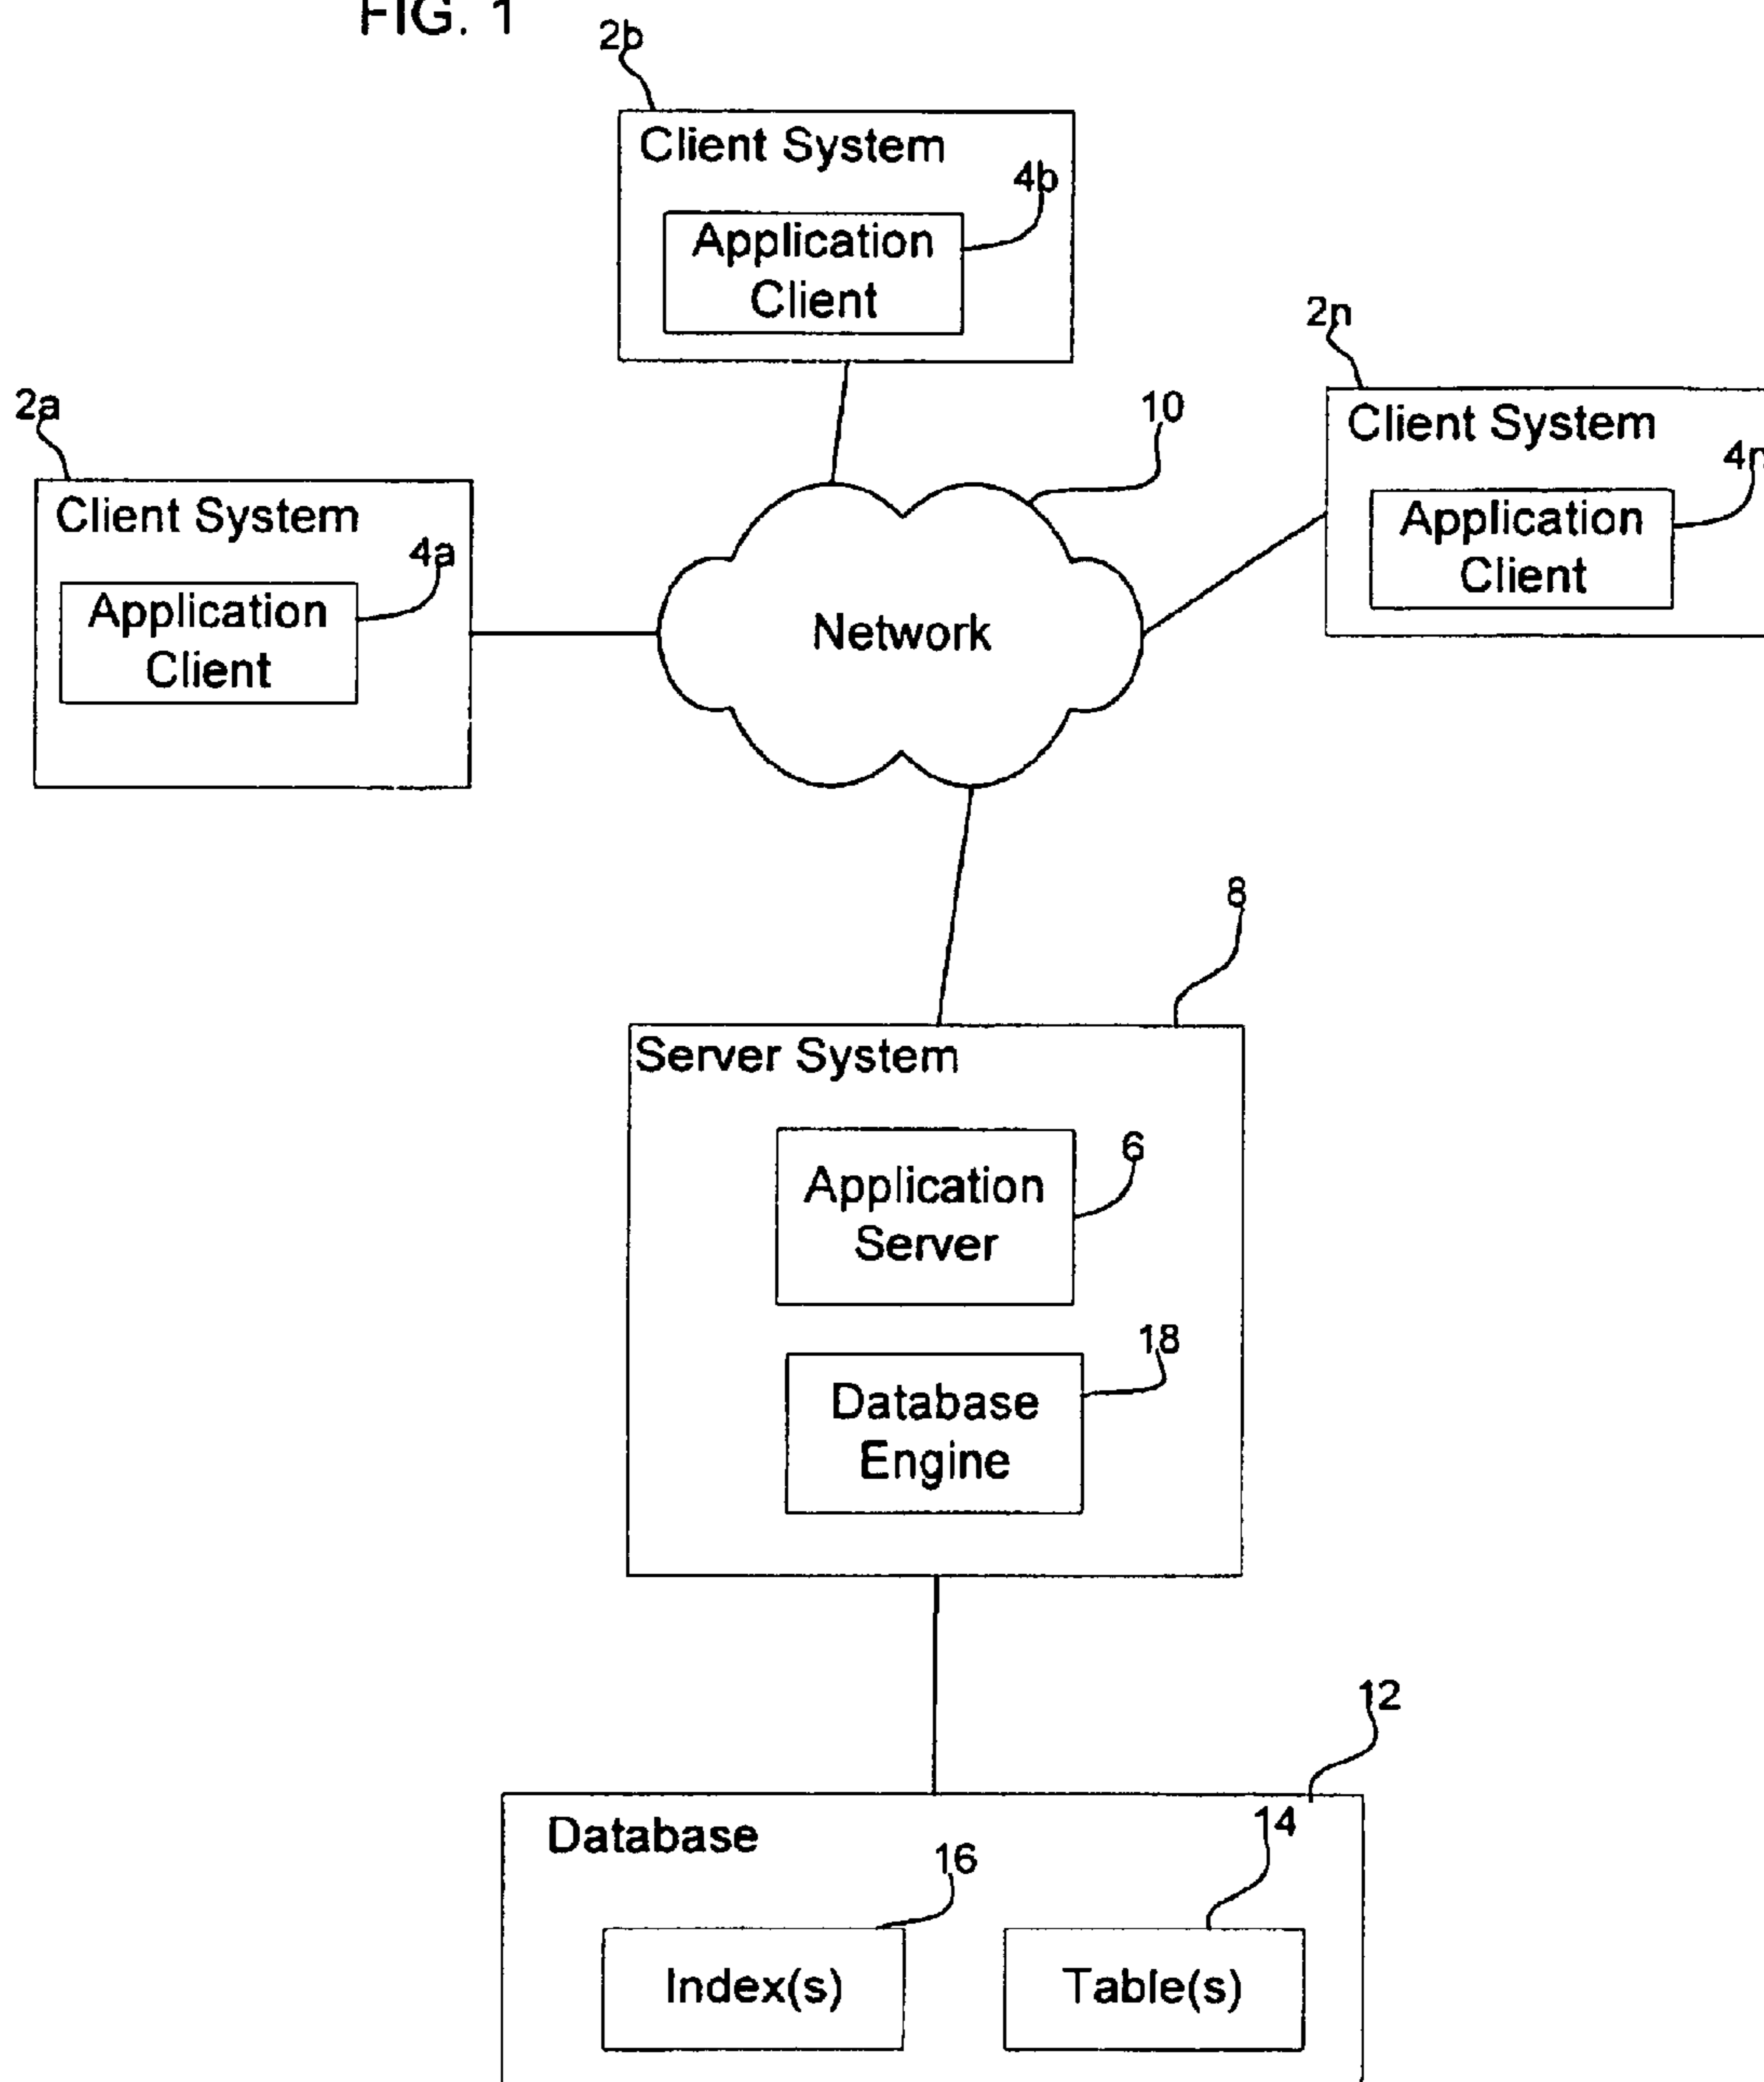 FIG. 1
2b
Client System
4b
Application
Client
2n
Client System
4n
Application
Client
2a
Client System
4a
Application
Client
10
Network
8
Server System
6
Application
Server
18
Database
Engine
12
Database
14
16
Index(s)
Table(s)